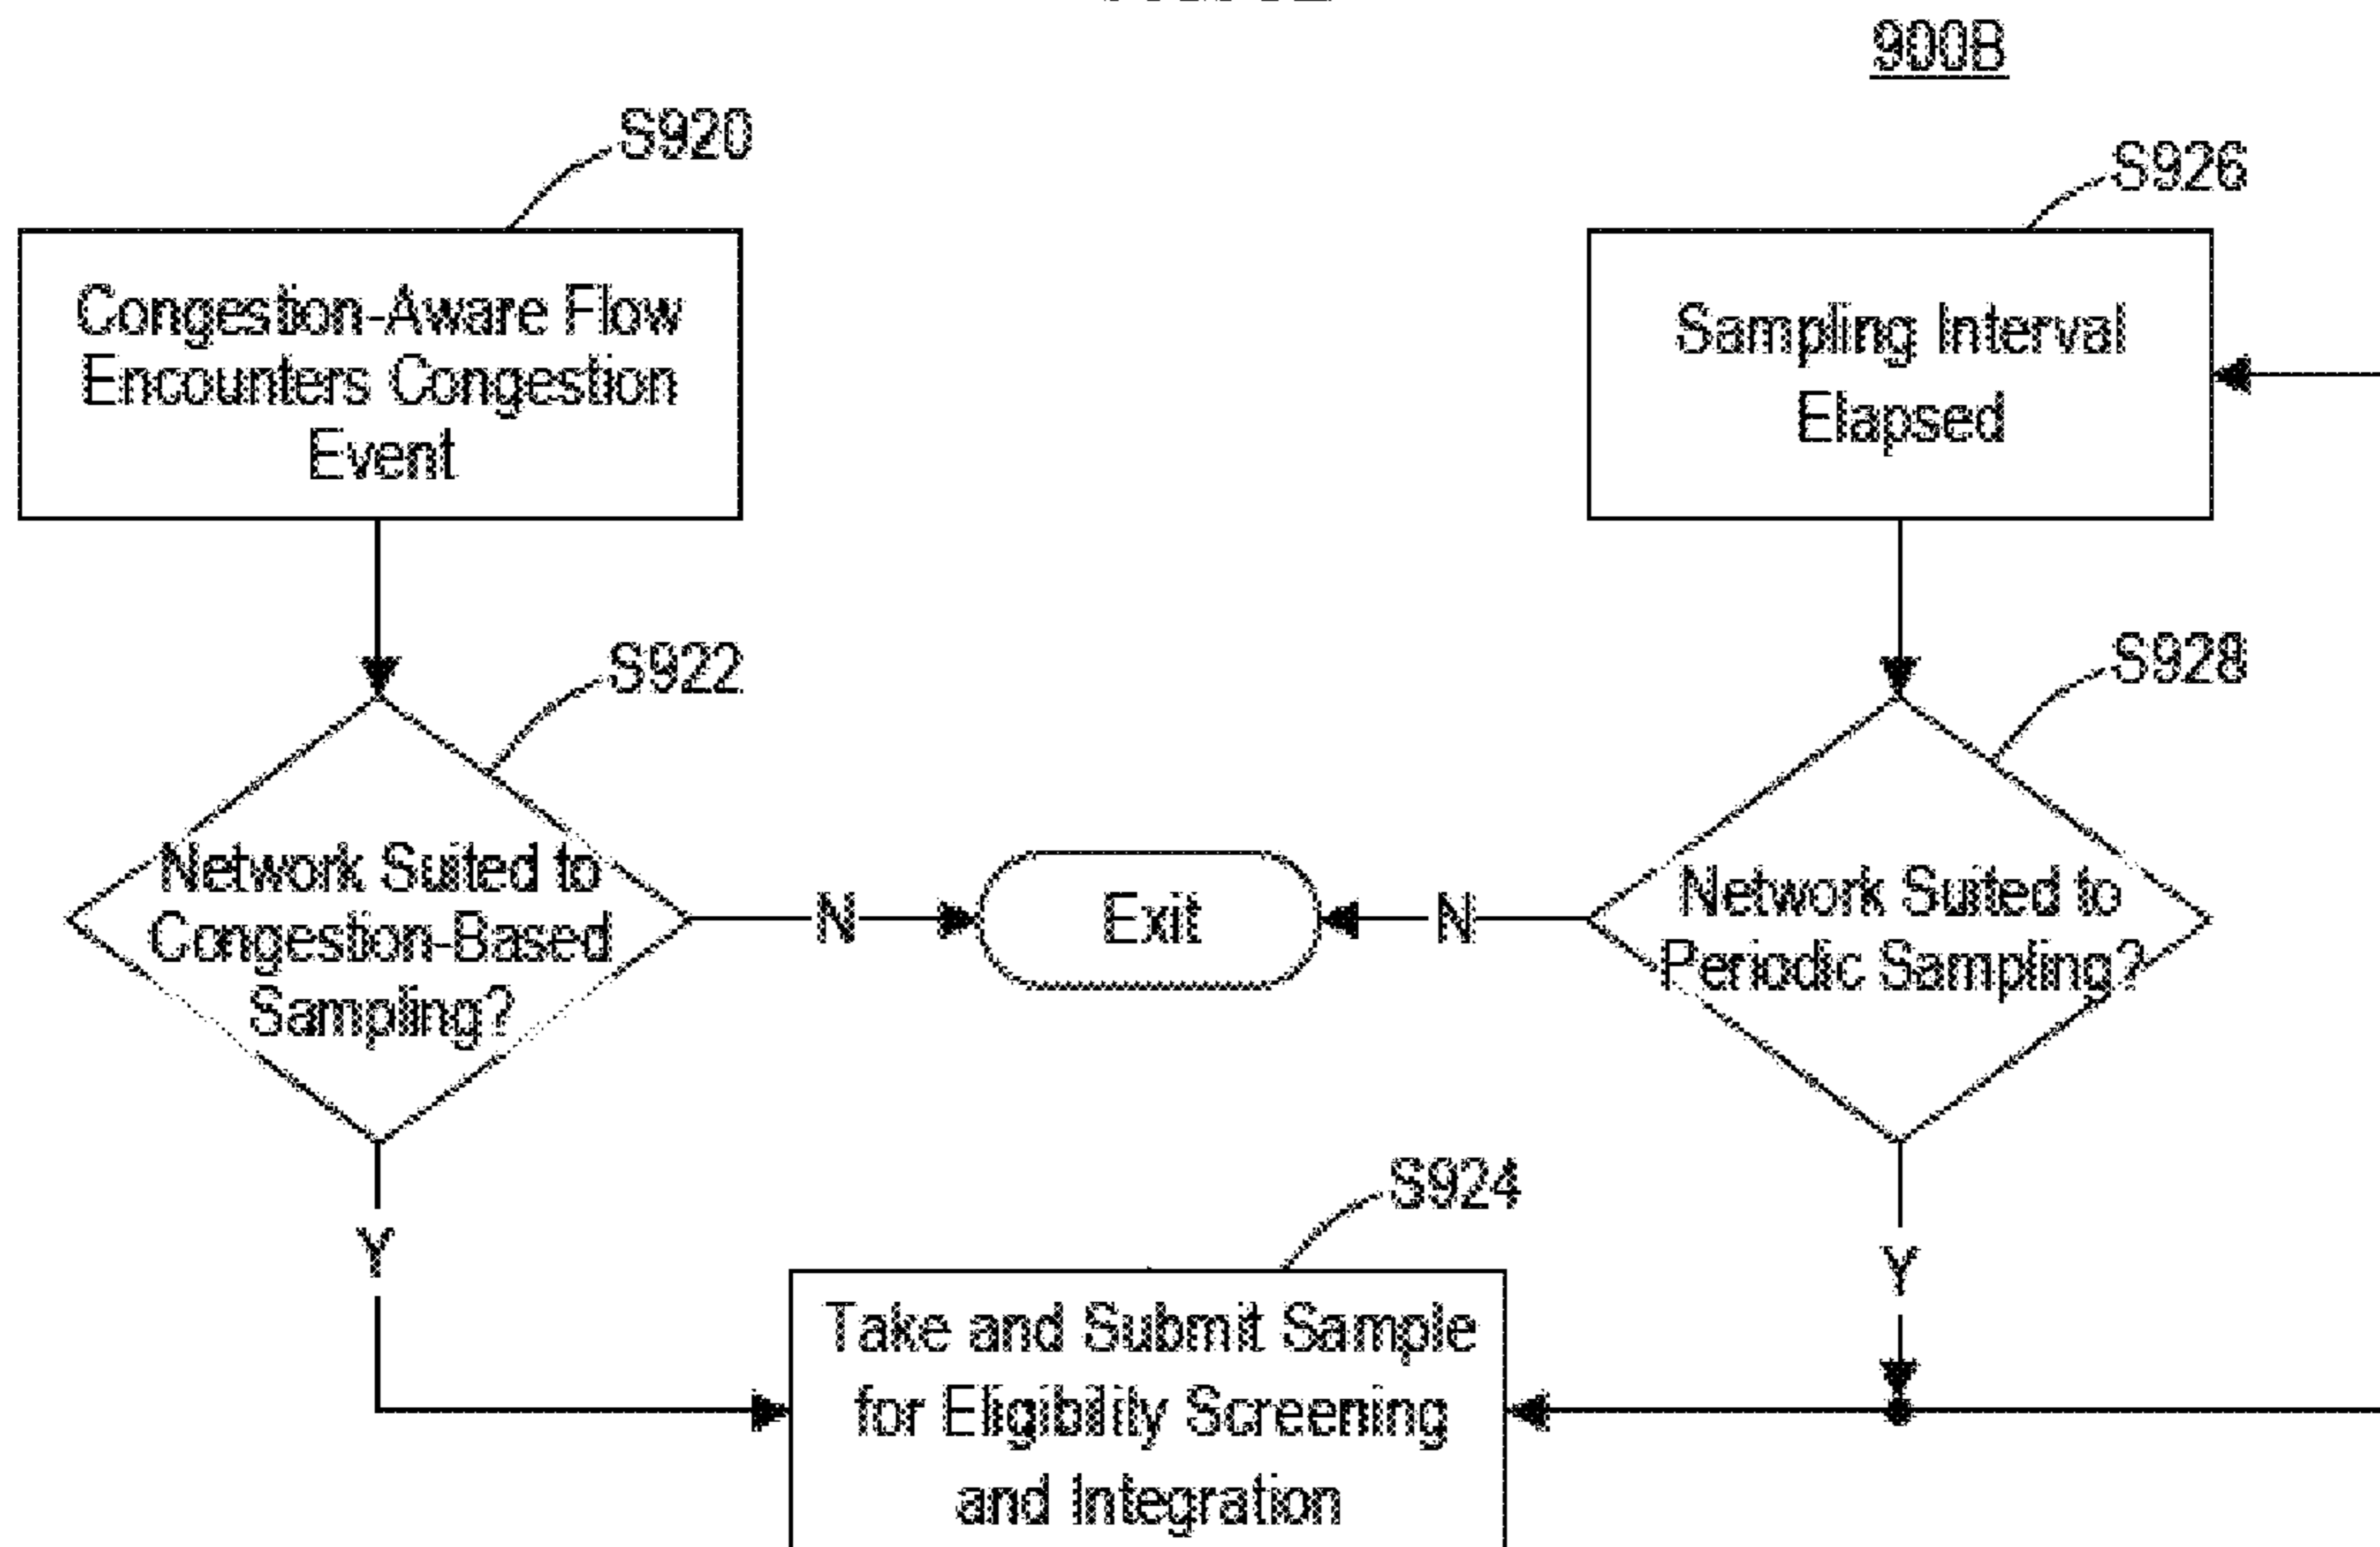 900B
S920
S926
Congestion-Aware Flow
Encounters Congestion
Event
Sampling Interval
Elapsed
S922
S928
Network Suited to
Congestion-Based
Sampling?
N
Exit
N
Network Suited to
Periodic Sampling?
Y
S924
Y
Take and Submit Sample
for Eligibility Screening
and Integration